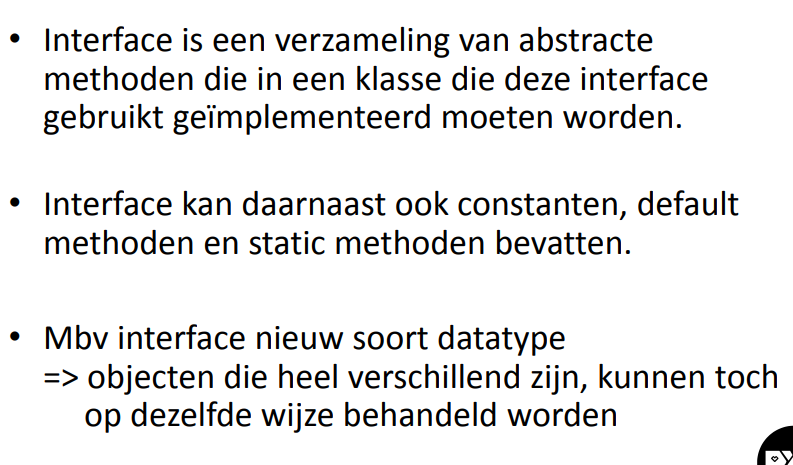 • Interface is een verzameling van abstracte
methoden die in een klasse die deze interface
gebruikt geïmplementeerd moeten worden.
• Interface kan daarnaast ook constanten, default
methoden en static methoden bevatten.
• Mbv interface nieuw soort datatype
=> objecten die heel verschillend zijn, kunnen toch
op dezelfde wijze behandeld worden